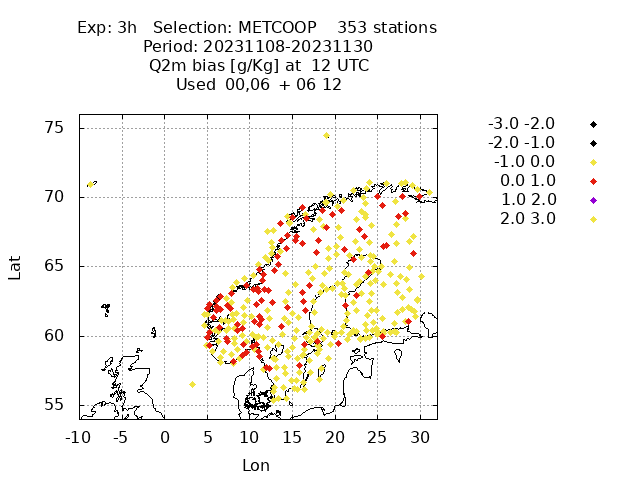 Exp: 3h   Selection: METCOOP    353 stations
Period: 20231108-20231130
Q2m bias [g/Kg] at  12 UTC
Used  00,06  + 06 12
-3.0 -2.0
-2.0 -1.0
-1.0 0.0
0.0 1.0
1.0 2.0
2.0 3.0
Lat
75
70
65
60
55
-10 -5 0 5 10 15 20 25 30
Lon